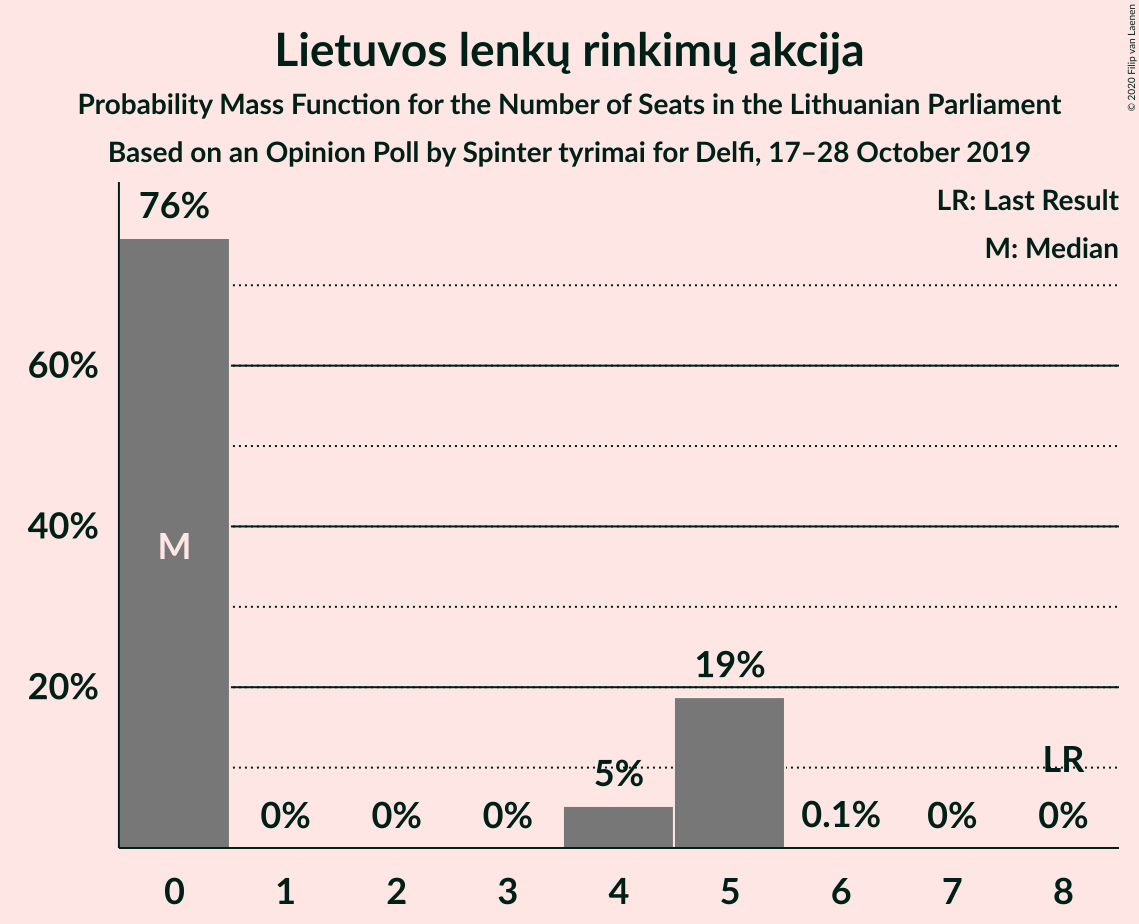 Lietuvos lenkų rinkimų akcija
Probability Mass Function for the Number of Seats in the Lithuanian Parliament
Based on an Opinion Poll by Spinter tyrimai for Delfi, 17–28 October 2019
© 2020 Filip van Laenen
LR: Last Result
M: Median
76%
60%
40%
20%
M
0%
0%
0%
5%
19%
0.1%
0%
LR
0%
0 1 2 3 4 5 6 7 8